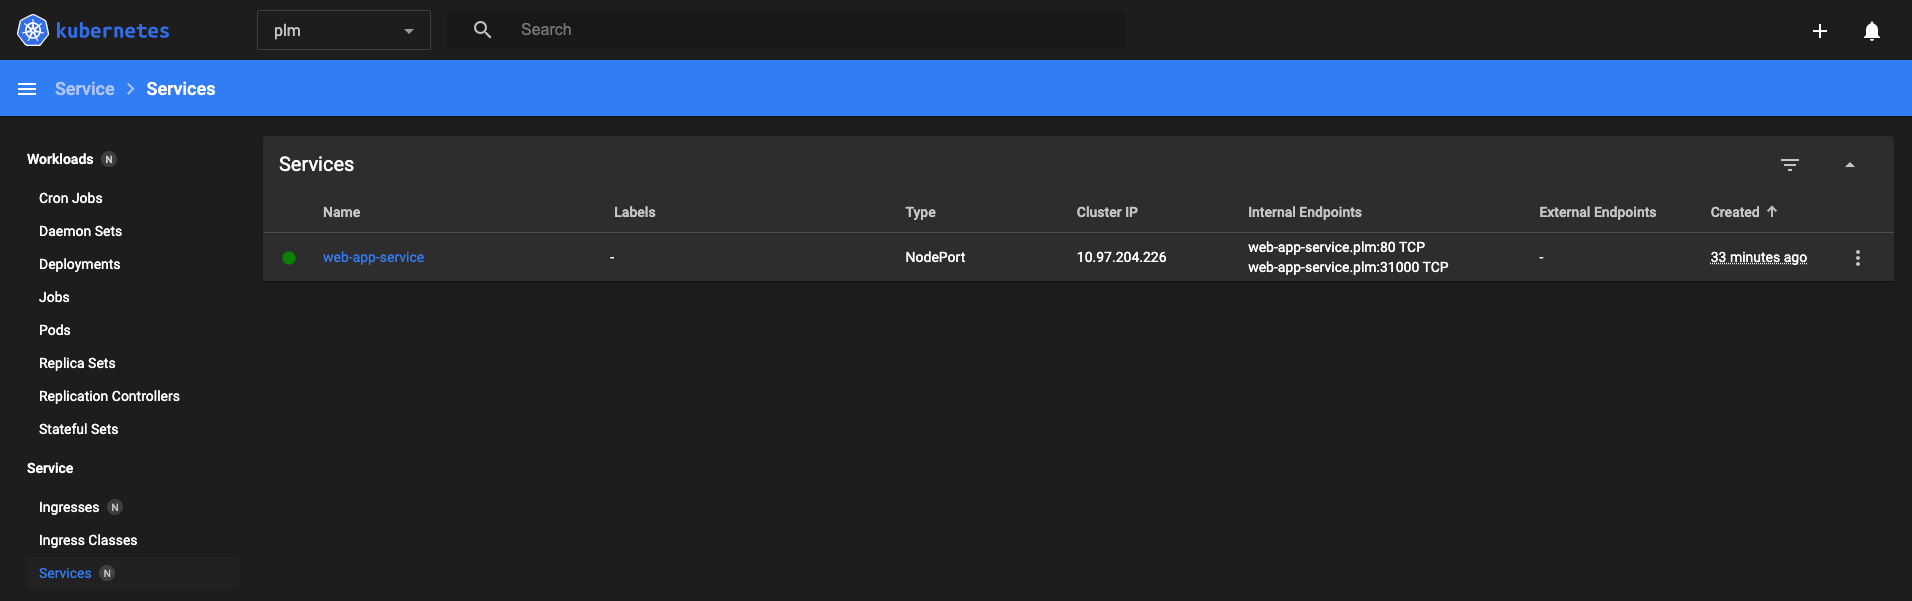 kubernetes
plm
Search
Service > Services
Workloads N
Cron Jobs
Daemon Sets
Deployments
Jobs
Pods
Replica Sets
Replication Controllers
Stateful Sets
Service
Ingresses N
Ingress Classes
Services N
Services
Name Labels Type Cluster IP Internal Endpoints External Endpoints Created ↑
web-app-service - NodePort 10.97.204.226 web-app-service.plm:80 TCP - 33 minutes ago
web-app-service.plm:31000 TCP